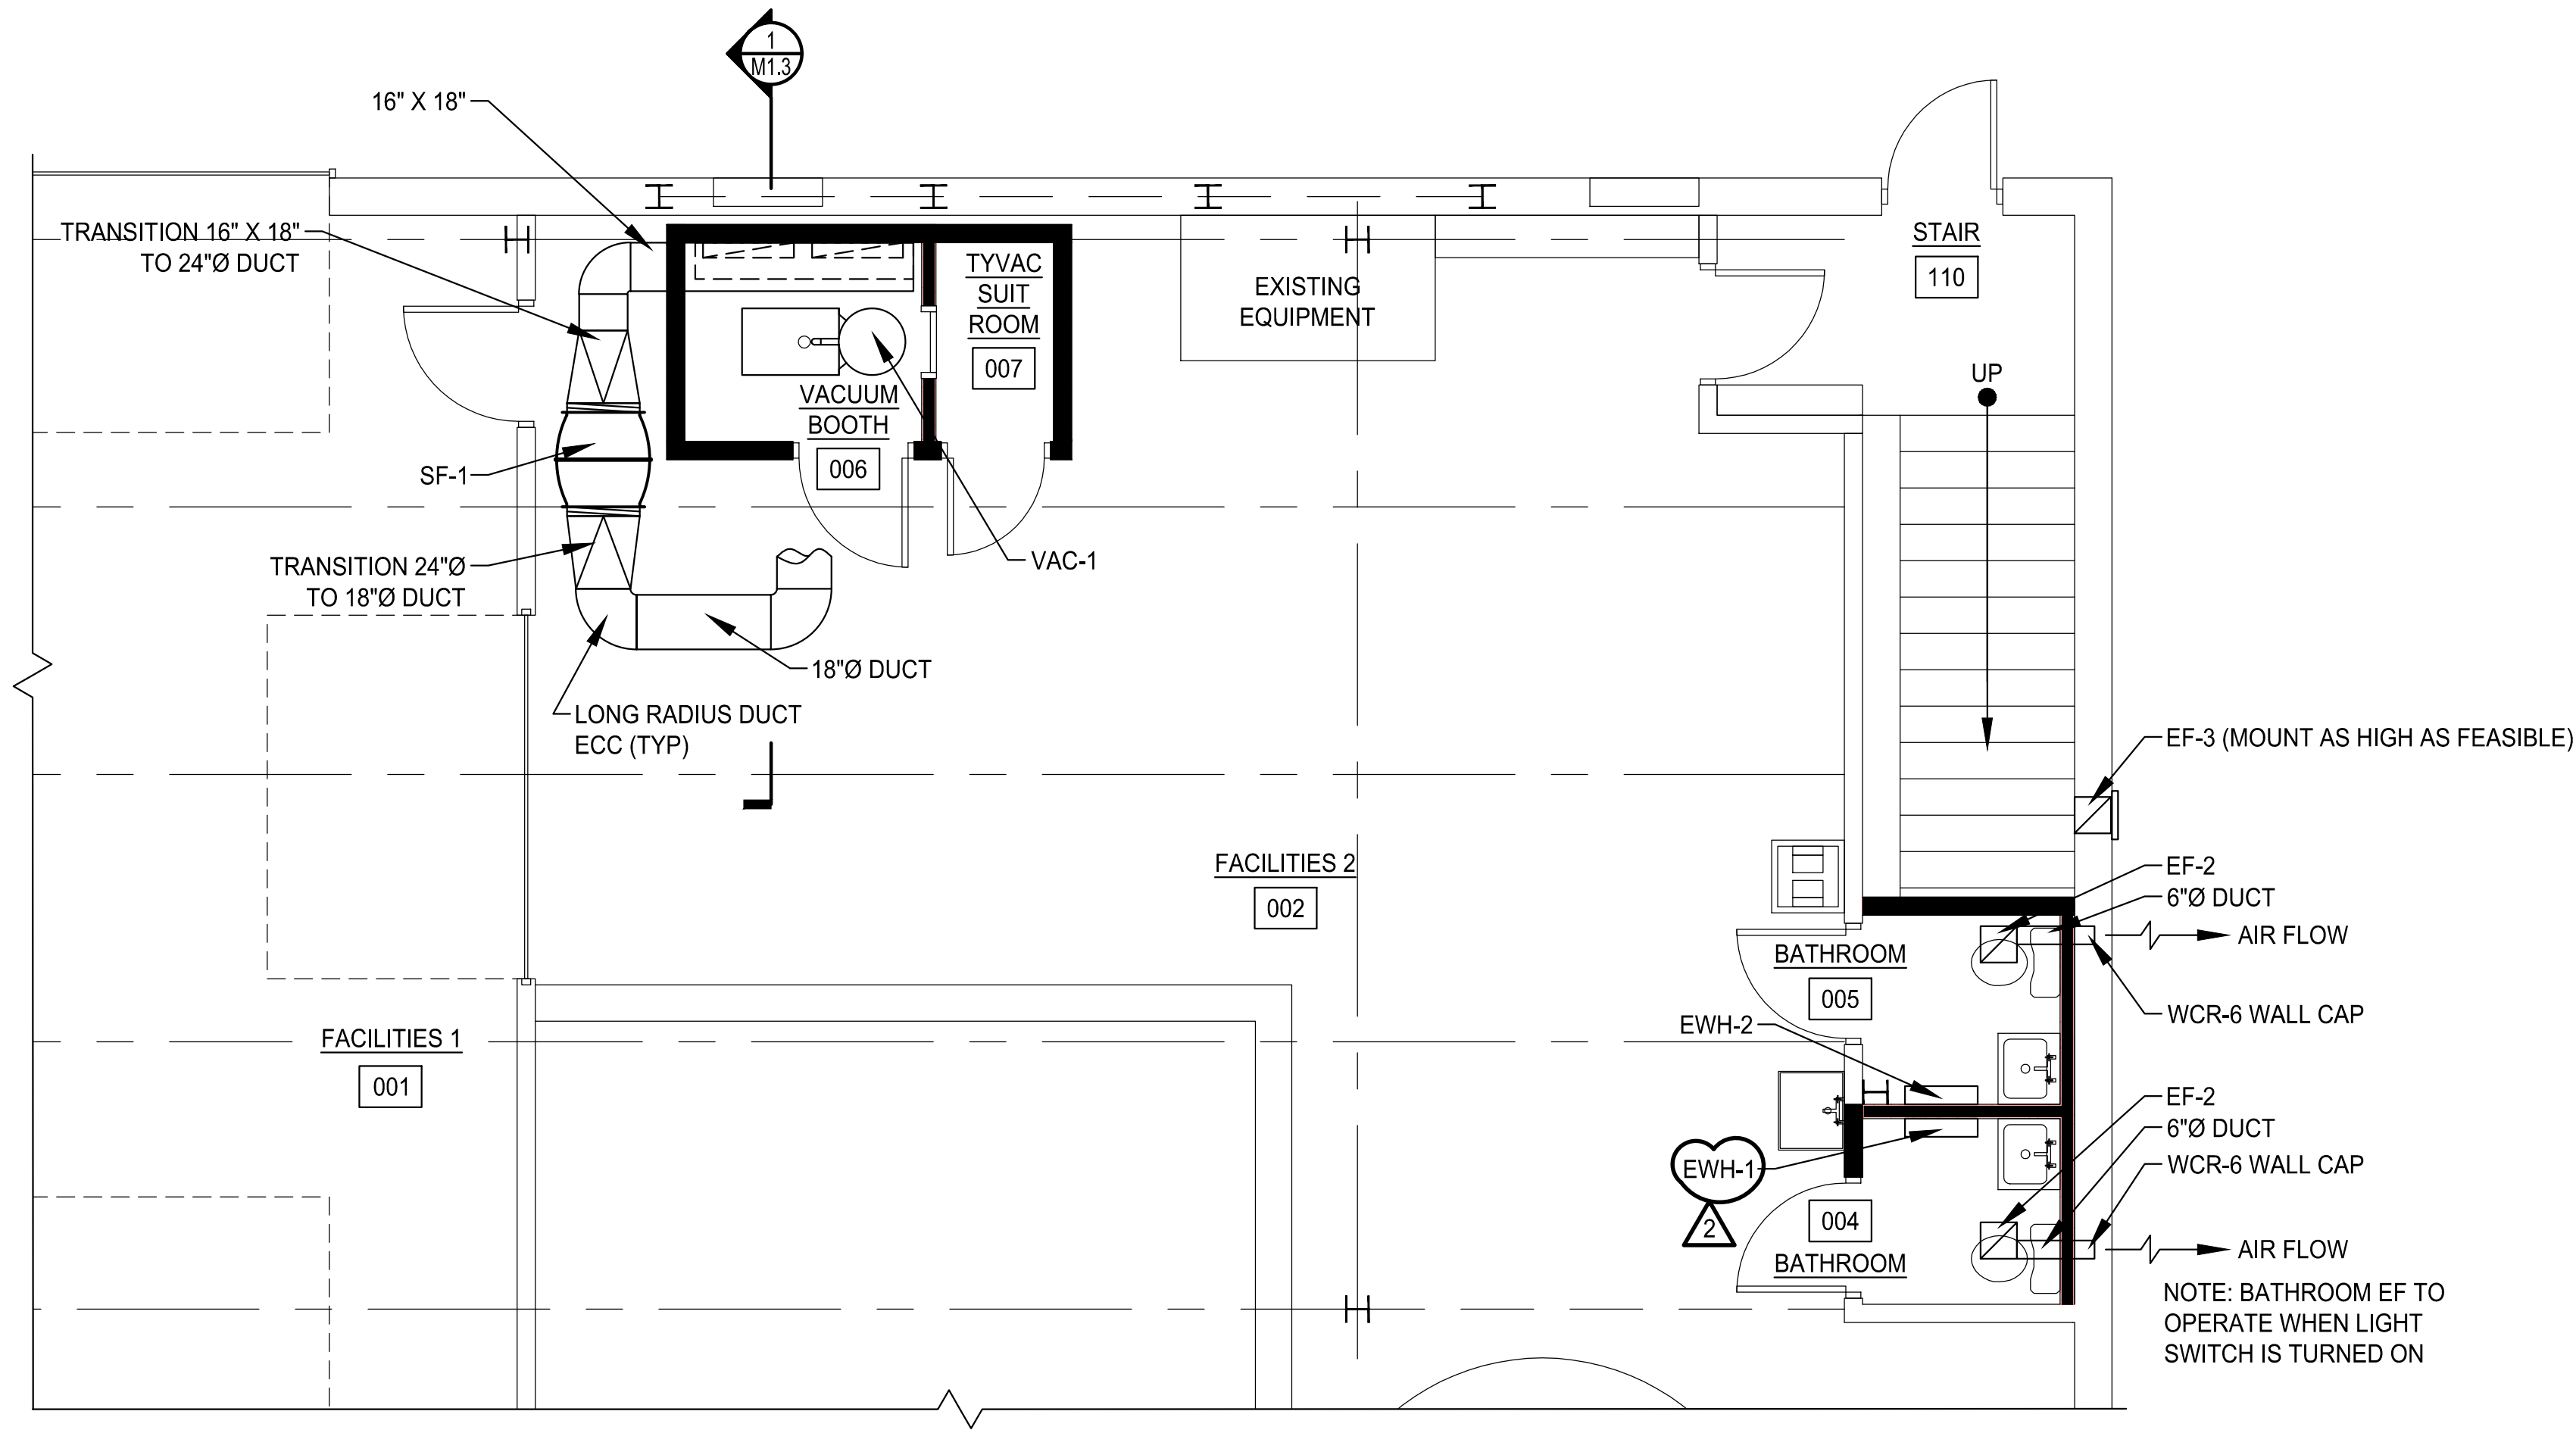 1
M1.3
16" X 18"
TRANSITION 16" X 18"
TO 24"Ø DUCT
STAIR
110
TYVAC
SUIT
ROOM
007
EXISTING
EQUIPMENT
UP
VACUUM
BOOTH
006
SF-1
VAC-1
TRANSITION 24"Ø
TO 18"Ø DUCT
18"Ø DUCT
LONG RADIUS DUCT
ECC (TYP)
EF-3 (MOUNT AS HIGH AS FEASIBLE)
FACILITIES 2
002
EF-2
6"Ø DUCT
AIR FLOW
BATHROOM
005
WCR-6 WALL CAP
EWH-2
FACILITIES 1
001
EF-2
6"Ø DUCT
WCR-6 WALL CAP
EWH-1
2
004
BATHROOM
AIR FLOW
NOTE: BATHROOM EF TO
OPERATE WHEN LIGHT
SWITCH IS TURNED ON